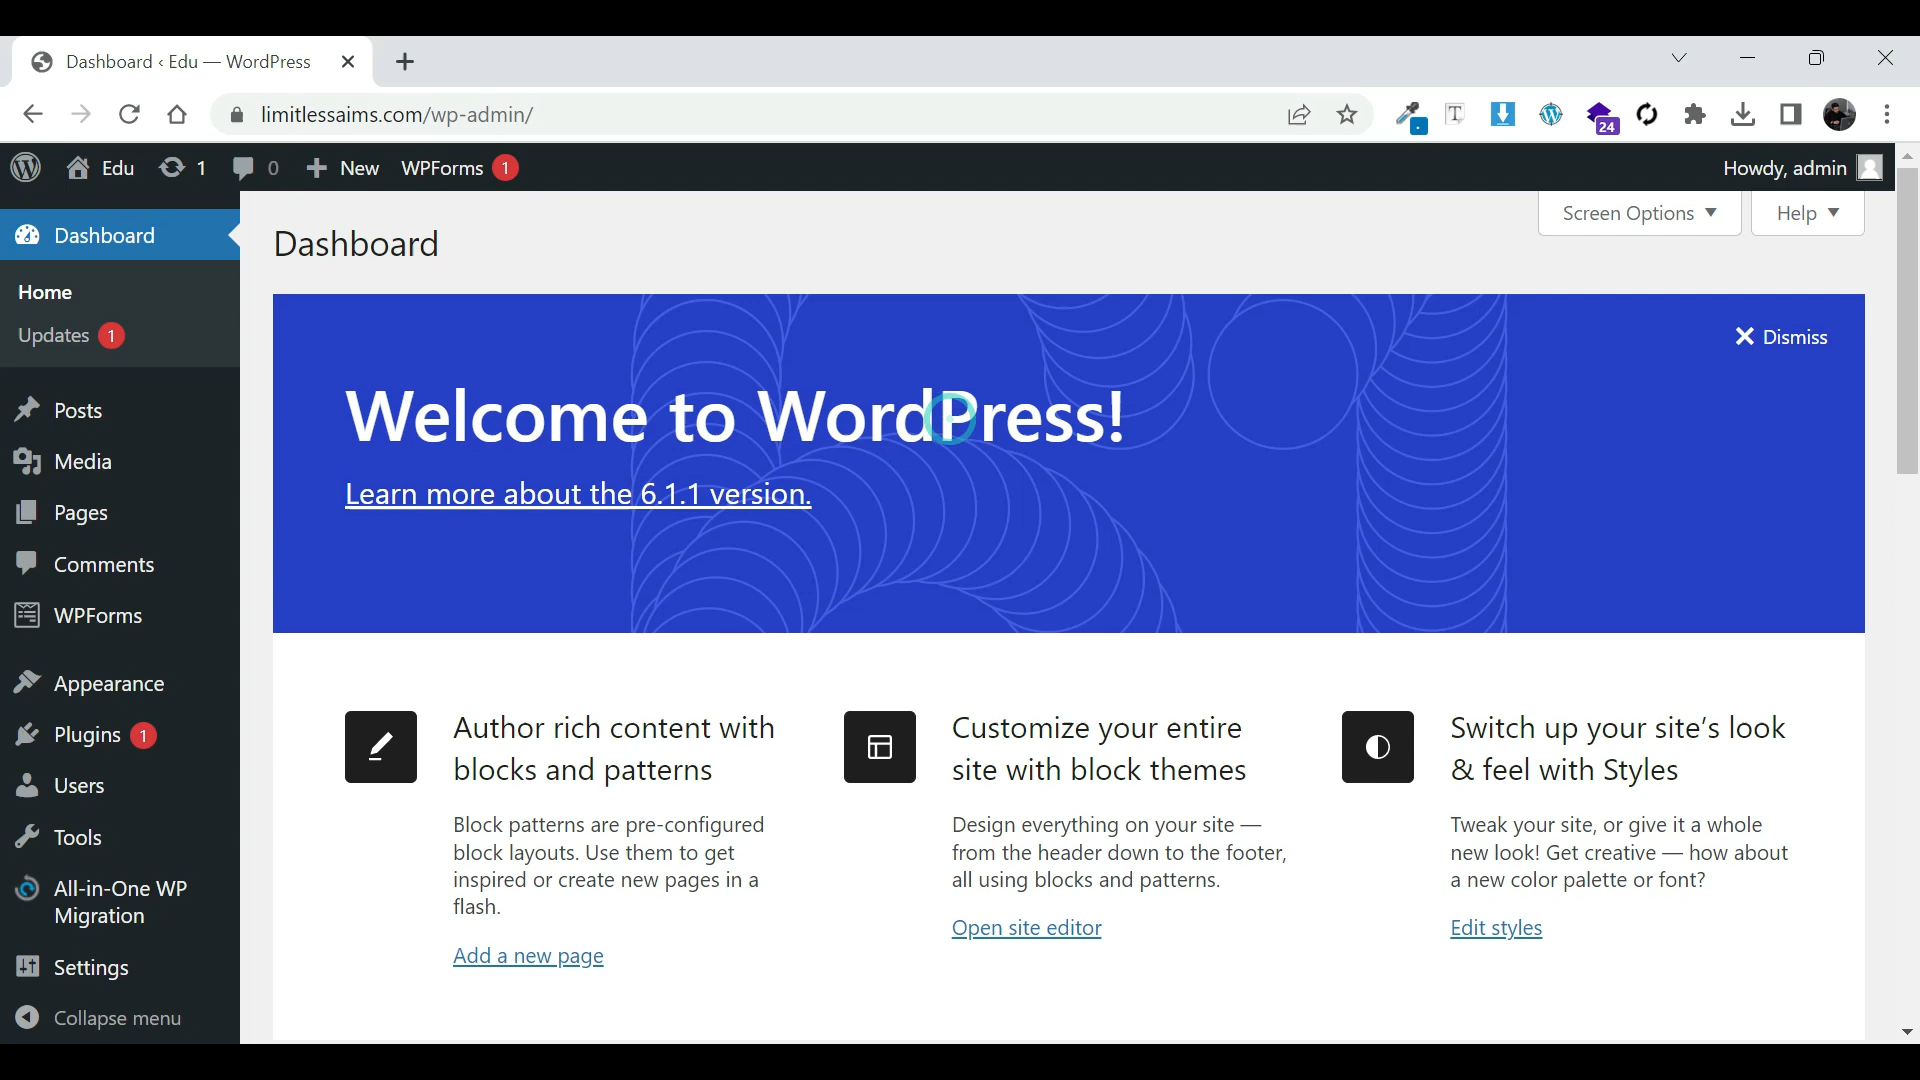 Dashboard ‹ Edu — WordPress
limitlessaims.com/wp-admin/
24
Edu 1 0 New WPForms 1
Howdy, admin
Screen Options Help
Dashboard
Home
Updates 1
Posts
Media
Pages
Comments
WPForms
Appearance
Plugins 1
Users
Tools
All-in-One WP
Migration
Settings
Collapse menu
Dashboard
Dismiss
Welcome to WordPress!
Learn more about the 6.1.1 version.
Author rich content with
blocks and patterns
Block patterns are pre-configured
block layouts. Use them to get
inspired or create new pages in a
flash.
Add a new page
Customize your entire
site with block themes
Design everything on your site —
from the header down to the footer,
all using blocks and patterns.
Open site editor
Switch up your site’s look
& feel with Styles
Tweak your site, or give it a whole
new look! Get creative — how about
a new color palette or font?
Edit styles